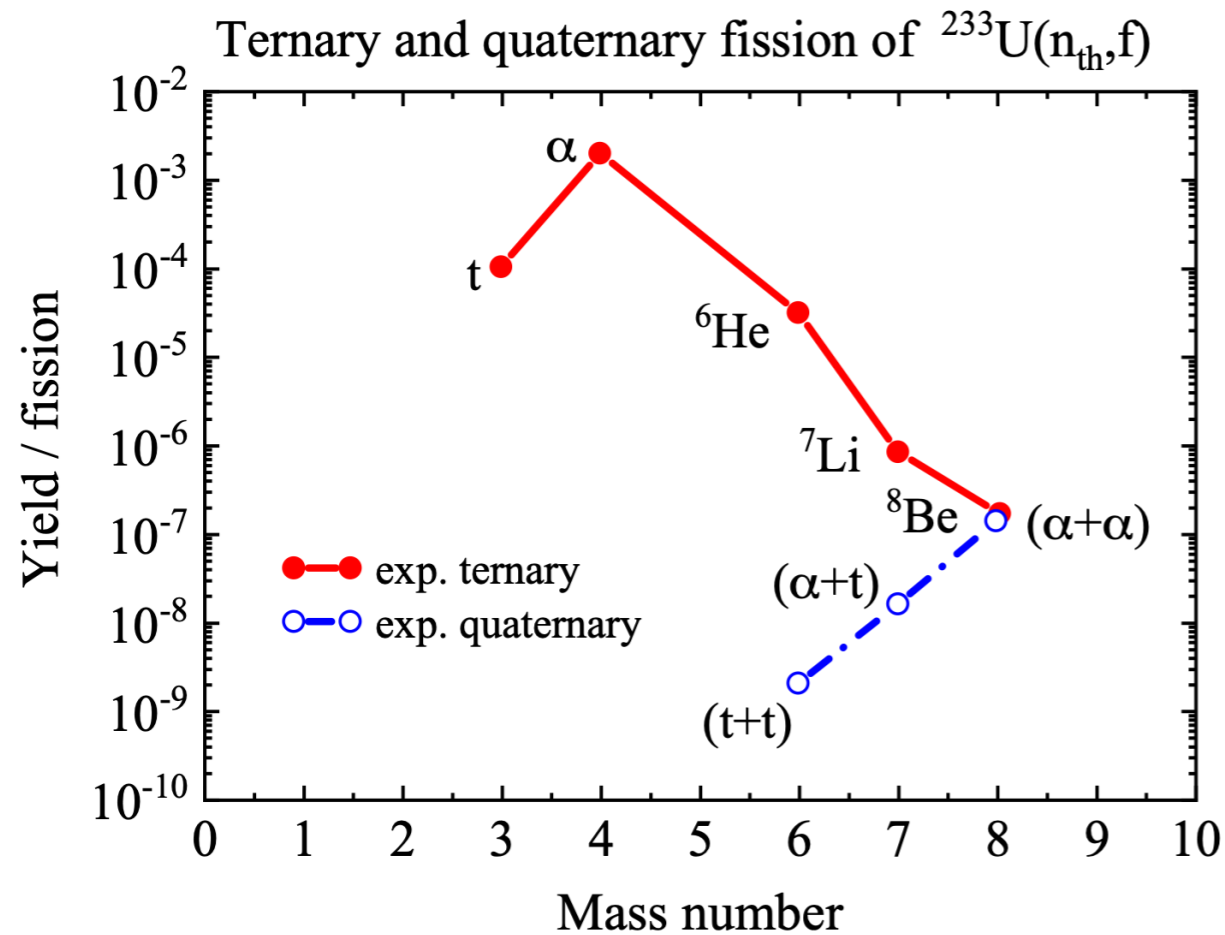 Ternary and quaternary fission of ²³³U(nₜₕ,f)
Yield / fission
10⁻²
10⁻³
10⁻⁴
10⁻⁵
10⁻⁶
10⁻⁷
10⁻⁸
10⁻⁹
10⁻¹⁰
α
t
⁶He
⁷Li
⁸Be
(α+α)
(α+t)
(t+t)
exp. ternary
exp. quaternary
0 1 2 3 4 5 6 7 8 9 10
Mass number